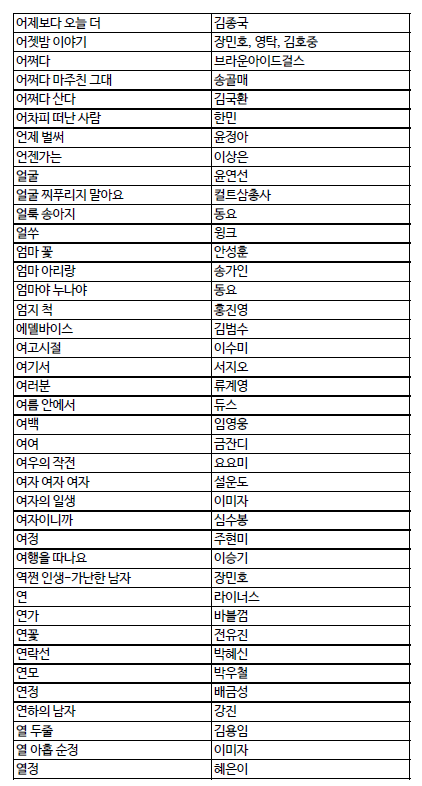 어제보다 오늘 더 김종국
어젯밤 이야기 장민호, 영탁, 김호중
어쩌다 브라운아이드걸스
어쩌다 마주친 그대 송골매
어쩌다 산다 김국환
어차피 떠난 사람 한민
언제 벌써 윤정아
언젠가는 이상은
얼굴 윤연선
얼굴 찌푸리지 말아요 컬트삼총사
얼룩 송아지 동요
얼쑤 윙크
엄마 꽃 안성훈
엄마 아리랑 송가인
엄마야 누나야 동요
엄지 척 홍진영
에델바이스 김범수
여고시절 이수미
여기서 서지오
여러분 류계영
여름 안에서 듀스
여백 임영웅
여여 금잔디
여우의 작전 요요미
여자 여자 여자 설운도
여자의 일생 이미자
여자이니까 심수봉
여정 주현미
여행을 떠나요 이승기
역쩐 인생-가난한 남자 장민호
연 라이너스
연가 바블껌
연꽃 전유진
연락선 박혜신
연모 박우철
연정 배금성
연하의 남자 강진
열 두줄 김용임
열 아홉 순정 이미자
열정 혜은이